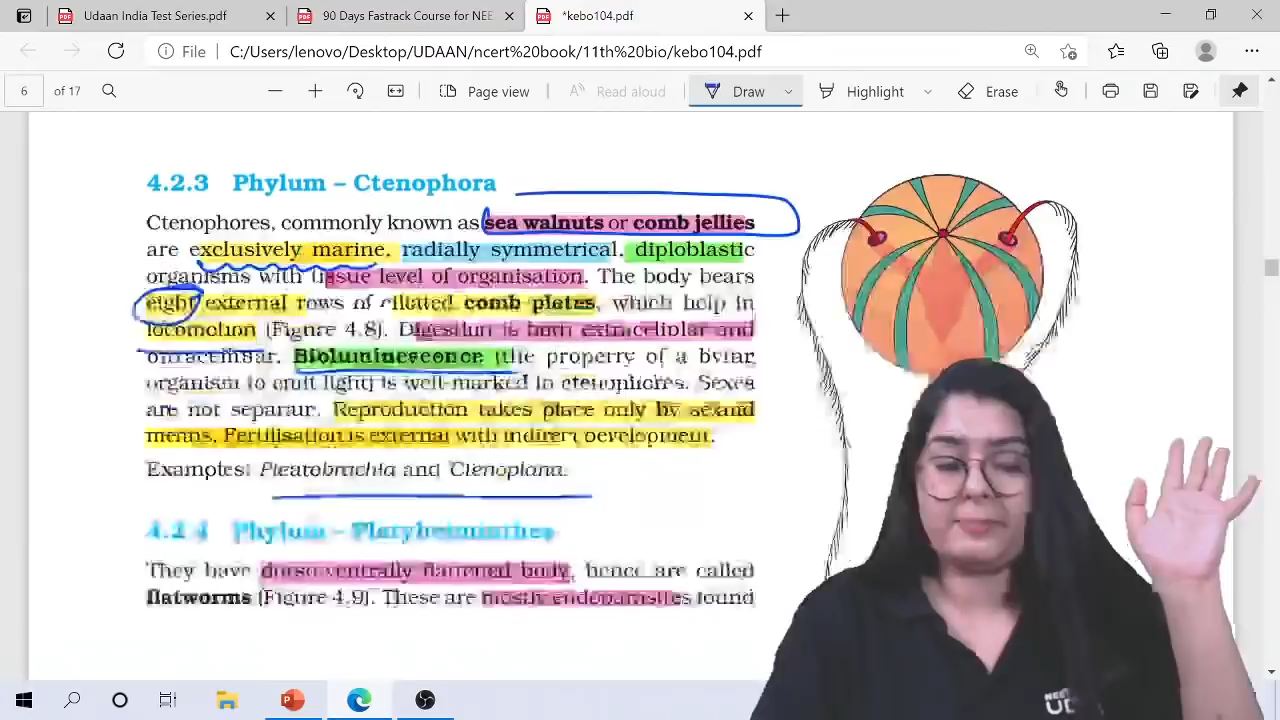 Udaan India Test Series.pdf
90 Days Fastrack Course for NEE
*kebo104.pdf
File
C:/Users/lenovo/Desktop/UDAAN/ncert%20book/11th%20bio/kebo104.pdf
6 of 17
Page view
Read aloud
Draw
Highlight
Erase
4.2.3 Phylum – Ctenophora
Ctenophores, commonly known as sea walnuts or comb jellies
are exclusively marine, radially symmetrical, diploblastic
organisms with tissue level of organisation. The body bears
eight external rows of ciliated comb plates, which help in
locomotion (Figure 4.8). Digestion is both extracellular and
intracellular. Bioluminescence (the property of a living
organism to emit light) is well-marked in ctenophores. Sexes
are not separate. Reproduction takes place only by sexual
means. Fertilisation is external with indirect development.
Examples: Pleurobrachia and Ctenoplana.
4.2.4 Phylum – Platyhelminthes
They have dorso-ventrally flattened body, hence are called
flatworms (Figure 4.9). These are mostly endoparasites found